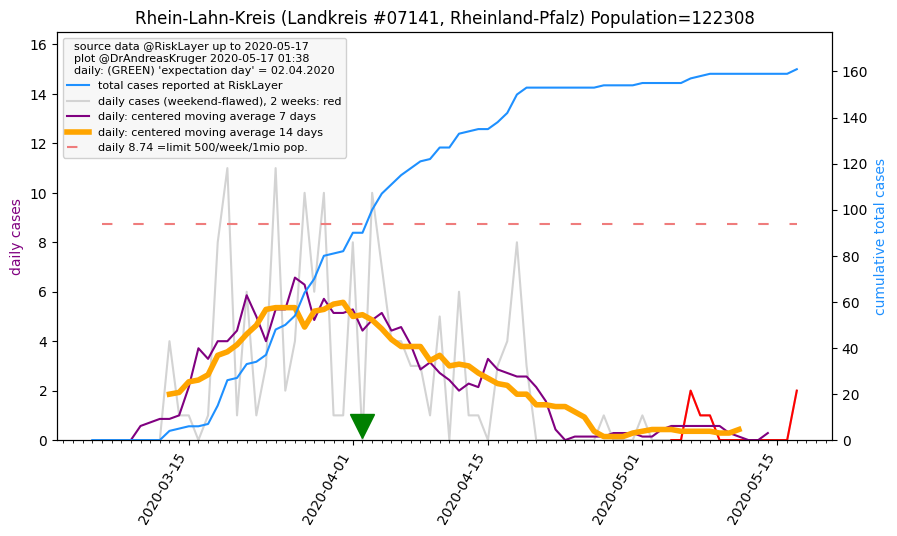 Rhein-Lahn-Kreis (Landkreis #07141, Rheinland-Pfalz) Population=122308
source data @RiskLayer up to 2020-05-17
plot @DrAndreasKruger 2020-05-17 01:38
daily: (GREEN) 'expectation day' = 02.04.2020
total cases reported at RiskLayer
daily cases (weekend-flawed), 2 weeks: red
daily: centered moving average 7 days
daily: centered moving average 14 days
daily 8.74 =limit 500/week/1mio pop.
daily cases
16
14
12
10
8
6
4
2
0
160
140
120
100
80
60
40
20
0
cumulative total cases
2020-03-15
2020-04-01
2020-04-15
2020-05-01
2020-05-15